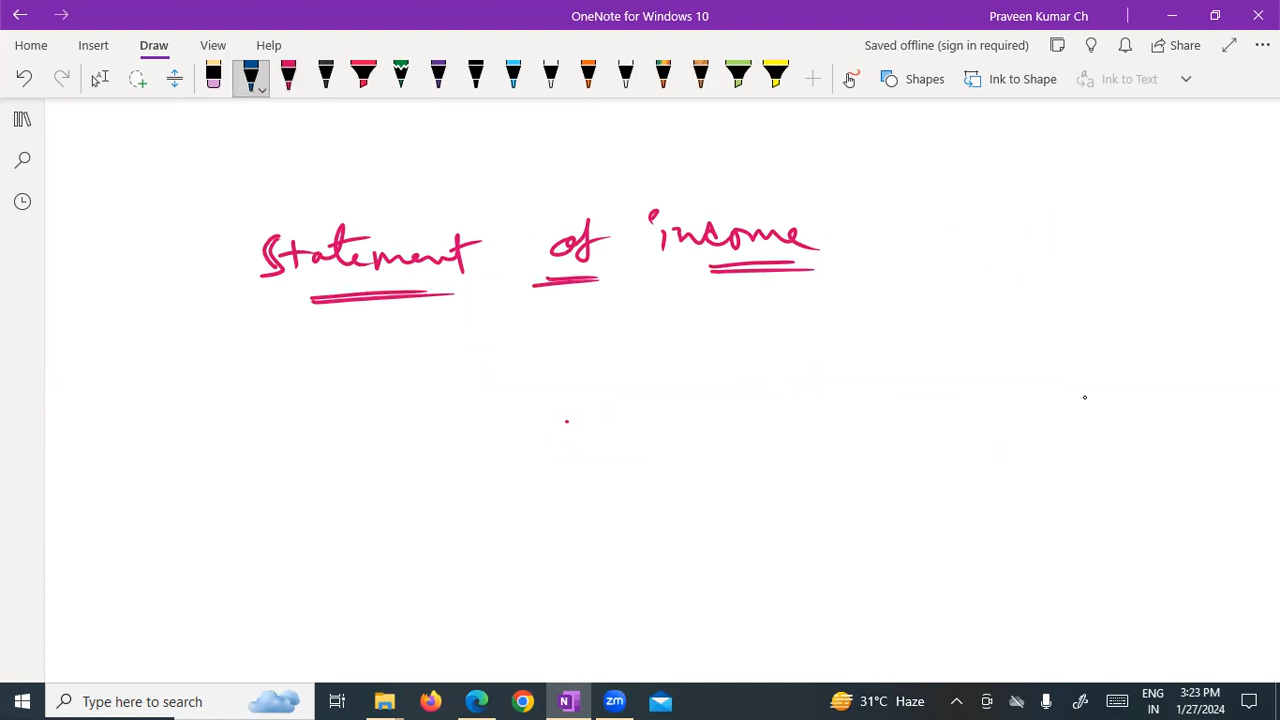 OneNote for Windows 10
Praveen Kumar Ch
Home Insert Draw View Help
Saved offline (sign in required) Share
Shapes Ink to Shape Ink to Text
Statement of income
Type here to search
zm
31°C Haze
ENG
IN
3:23 PM
1/27/2024